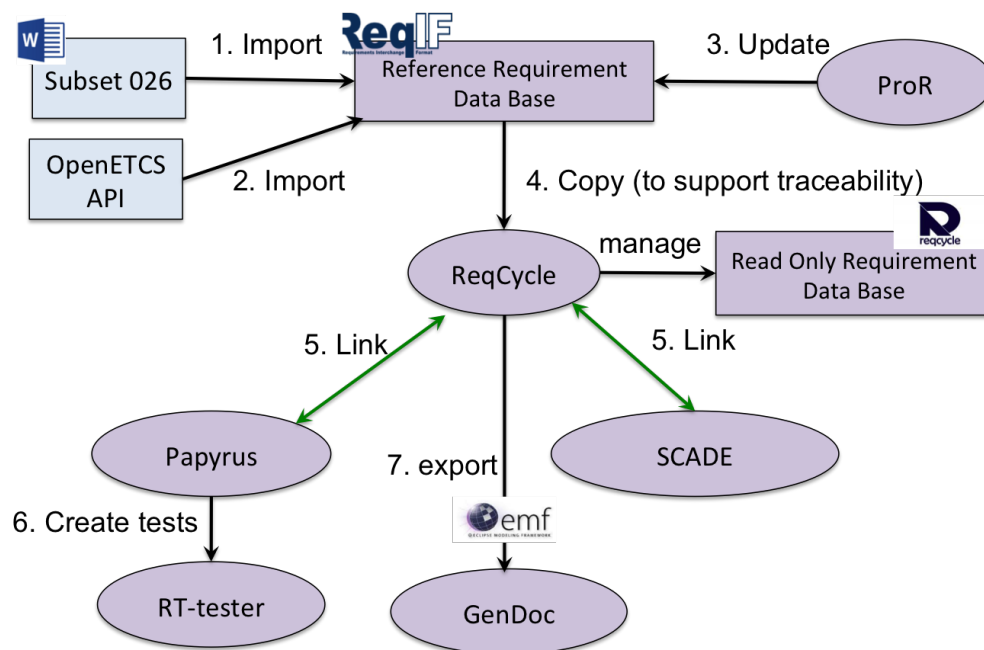 W
ReqIF
Requirements Interchange Format
1. Import
3. Update
Subset 026
Reference Requirement
Data Base
ProR
OpenETCS
API
2. Import
4. Copy (to support traceability)
reqcycle
manage
ReqCycle
Read Only Requirement
Data Base
5. Link
5. Link
Papyrus
SCADE
7. export
emf
ECLIPSE MODELING FRAMEWORK
6. Create tests
RT-tester
GenDoc